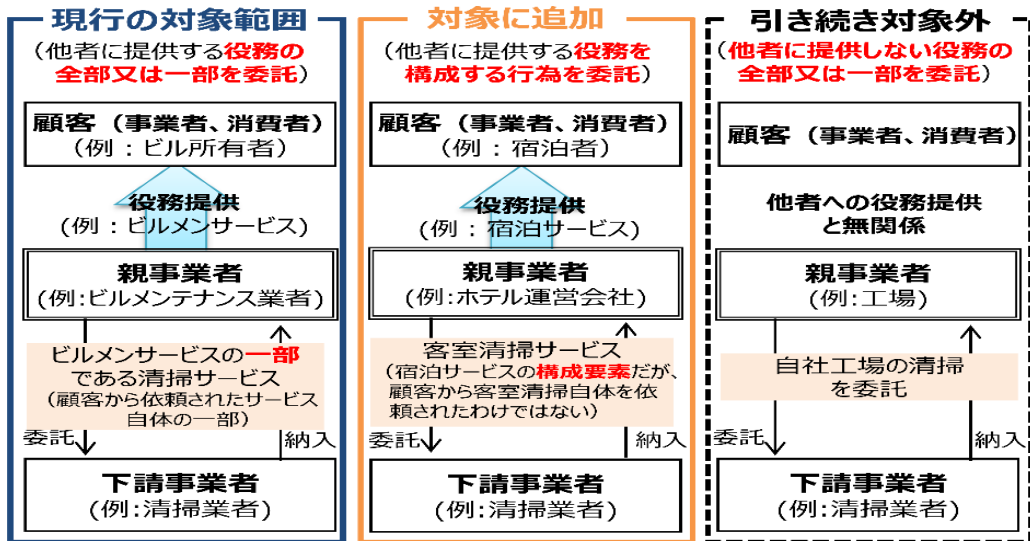 現行の対象範囲
（他者に提供する役務の
全部又は一部を委託）
顧客（事業者、消費者）
（例：ビル所有者）
役務提供
（例：ビルメンサービス）
親事業者
（例：ビルメンテナンス業者）
ビルメンサービスの一部
である清掃サービス
（顧客から依頼されたサービス
自体の一部）
委託
納入
下請事業者
（例：清掃業者）
対象に追加
（他者に提供する役務を
構成する行為を委託）
顧客（事業者、消費者）
（例：宿泊者）
役務提供
（例：宿泊サービス）
親事業者
（例：ホテル運営会社）
客室清掃サービス
（宿泊サービスの構成要素だが、
顧客から客室清掃自体を依
頼されたわけではない）
委託
納入
下請事業者
（例：清掃業者）
引き続き対象外
（他者に提供しない役務の
全部又は一部を委託）
顧客（事業者、消費者）
他者への役務提供
と無関係
親事業者
（例：工場）
自社工場の清掃
を委託
委託
納入
下請事業者
（例：清掃業者）